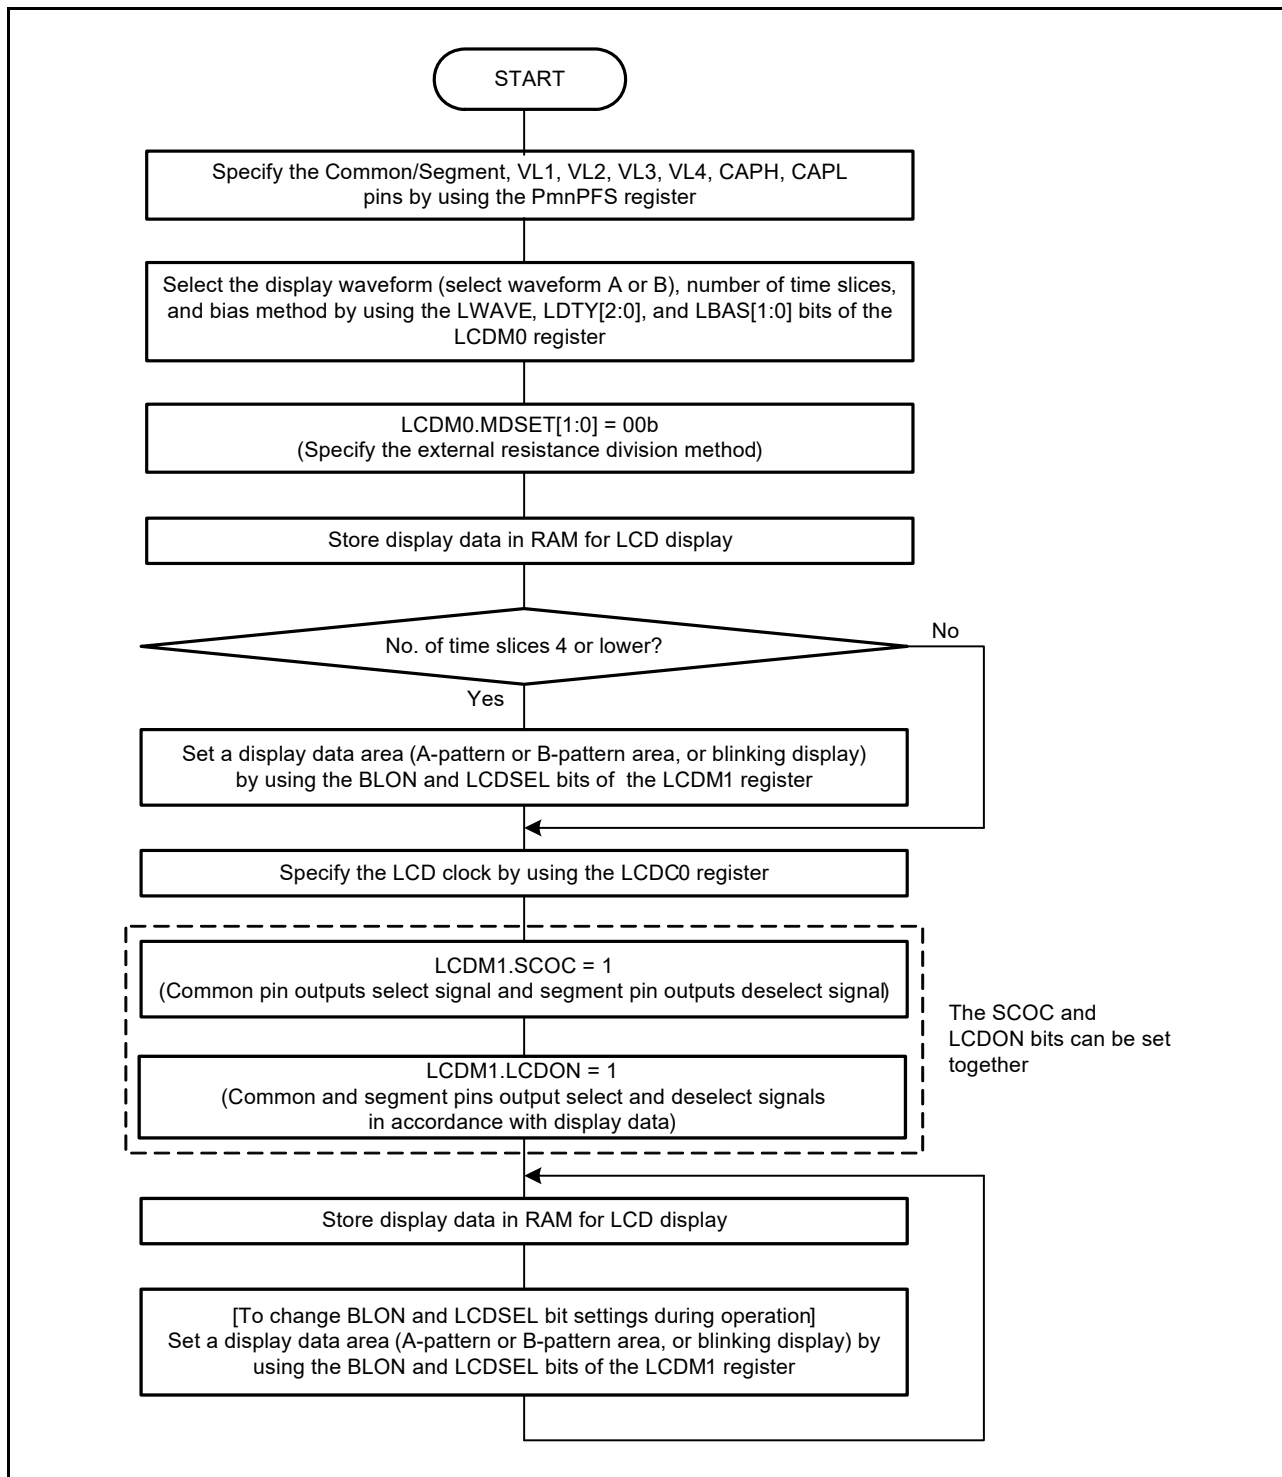 START
Specify the Common/Segment, VL1, VL2, VL3, VL4, CAPH, CAPL
pins by using the PmnPFS register
Select the display waveform (select waveform A or B), number of time slices,
and bias method by using the LWAVE, LDTY[2:0], and LBAS[1:0] bits of the
LCDM0 register
LCDM0.MDSET[1:0] = 00b
(Specify the external resistance division method)
Store display data in RAM for LCD display
No. of time slices 4 or lower?
No
Yes
Set a display data area (A-pattern or B-pattern area, or blinking display)
by using the BLON and LCDSEL bits of the LCDM1 register
Specify the LCD clock by using the LCDC0 register
LCDM1.SCOC = 1
(Common pin outputs select signal and segment pin outputs deselect signal)
The SCOC and
LCDON bits can be set
together
LCDM1.LCDON = 1
(Common and segment pins output select and deselect signals
in accordance with display data)
Store display data in RAM for LCD display
[To change BLON and LCDSEL bit settings during operation]
Set a display data area (A-pattern or B-pattern area, or blinking display) by
using the BLON and LCDSEL bits of the LCDM1 register